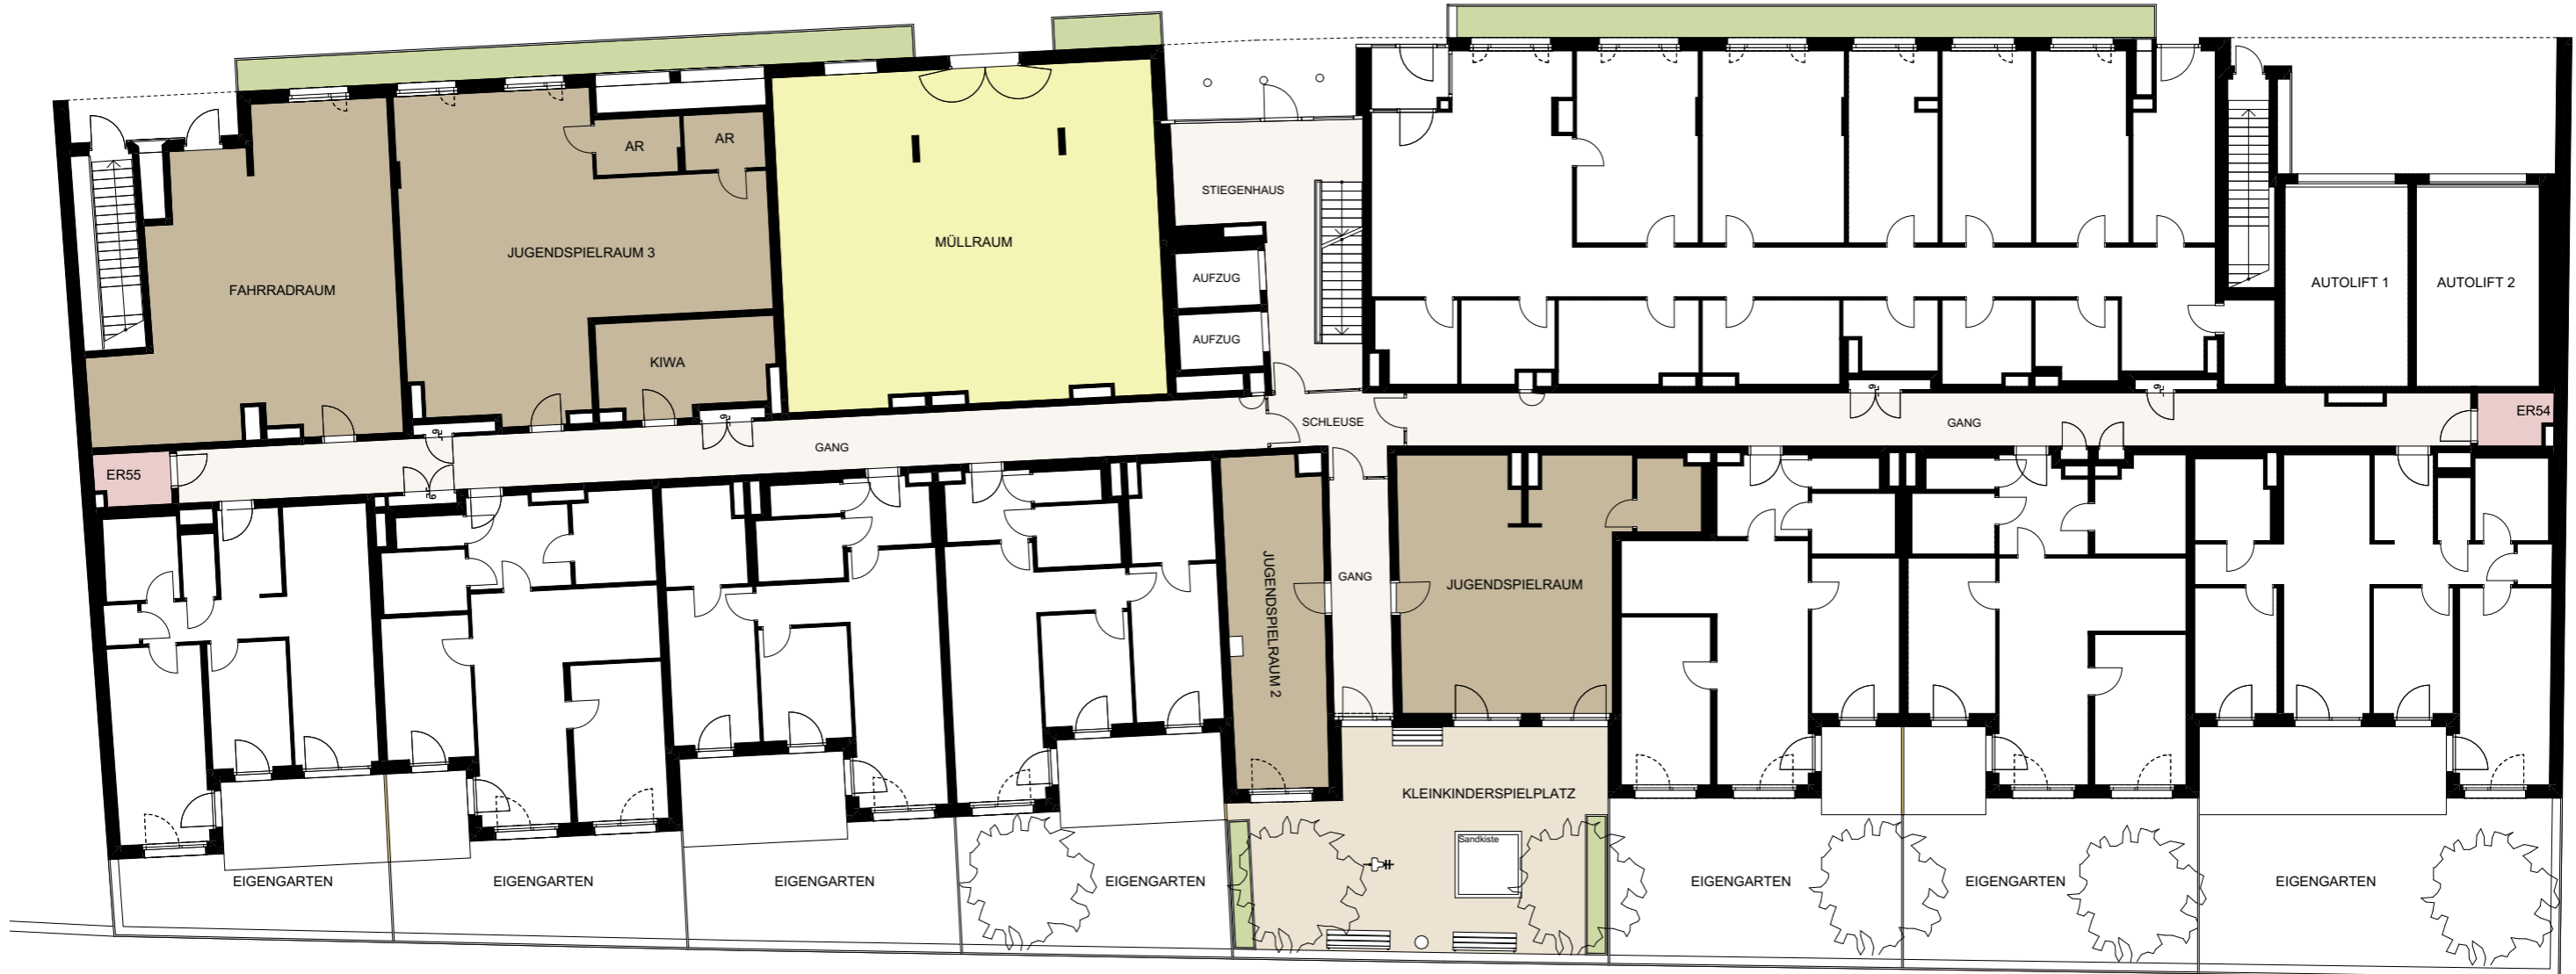 AR
AR
STIEGENHAUS
MÜLLRAUM
JUGENDSPIELRAUM 3
FAHRRADRAUM
AUFZUG
AUTOLIFT 1
AUTOLIFT 2
AUFZUG
KIWA
ER54
SCHLEUSE
GANG
GANG
ER55
GANG
JUGENDSPIELRAUM
JUGENDSPIELRAUM 2
KLEINKINDERSPIELPLATZ
Sandkiste
EIGENGARTEN
EIGENGARTEN
EIGENGARTEN
EIGENGARTEN
EIGENGARTEN
EIGENGARTEN
EIGENGARTEN